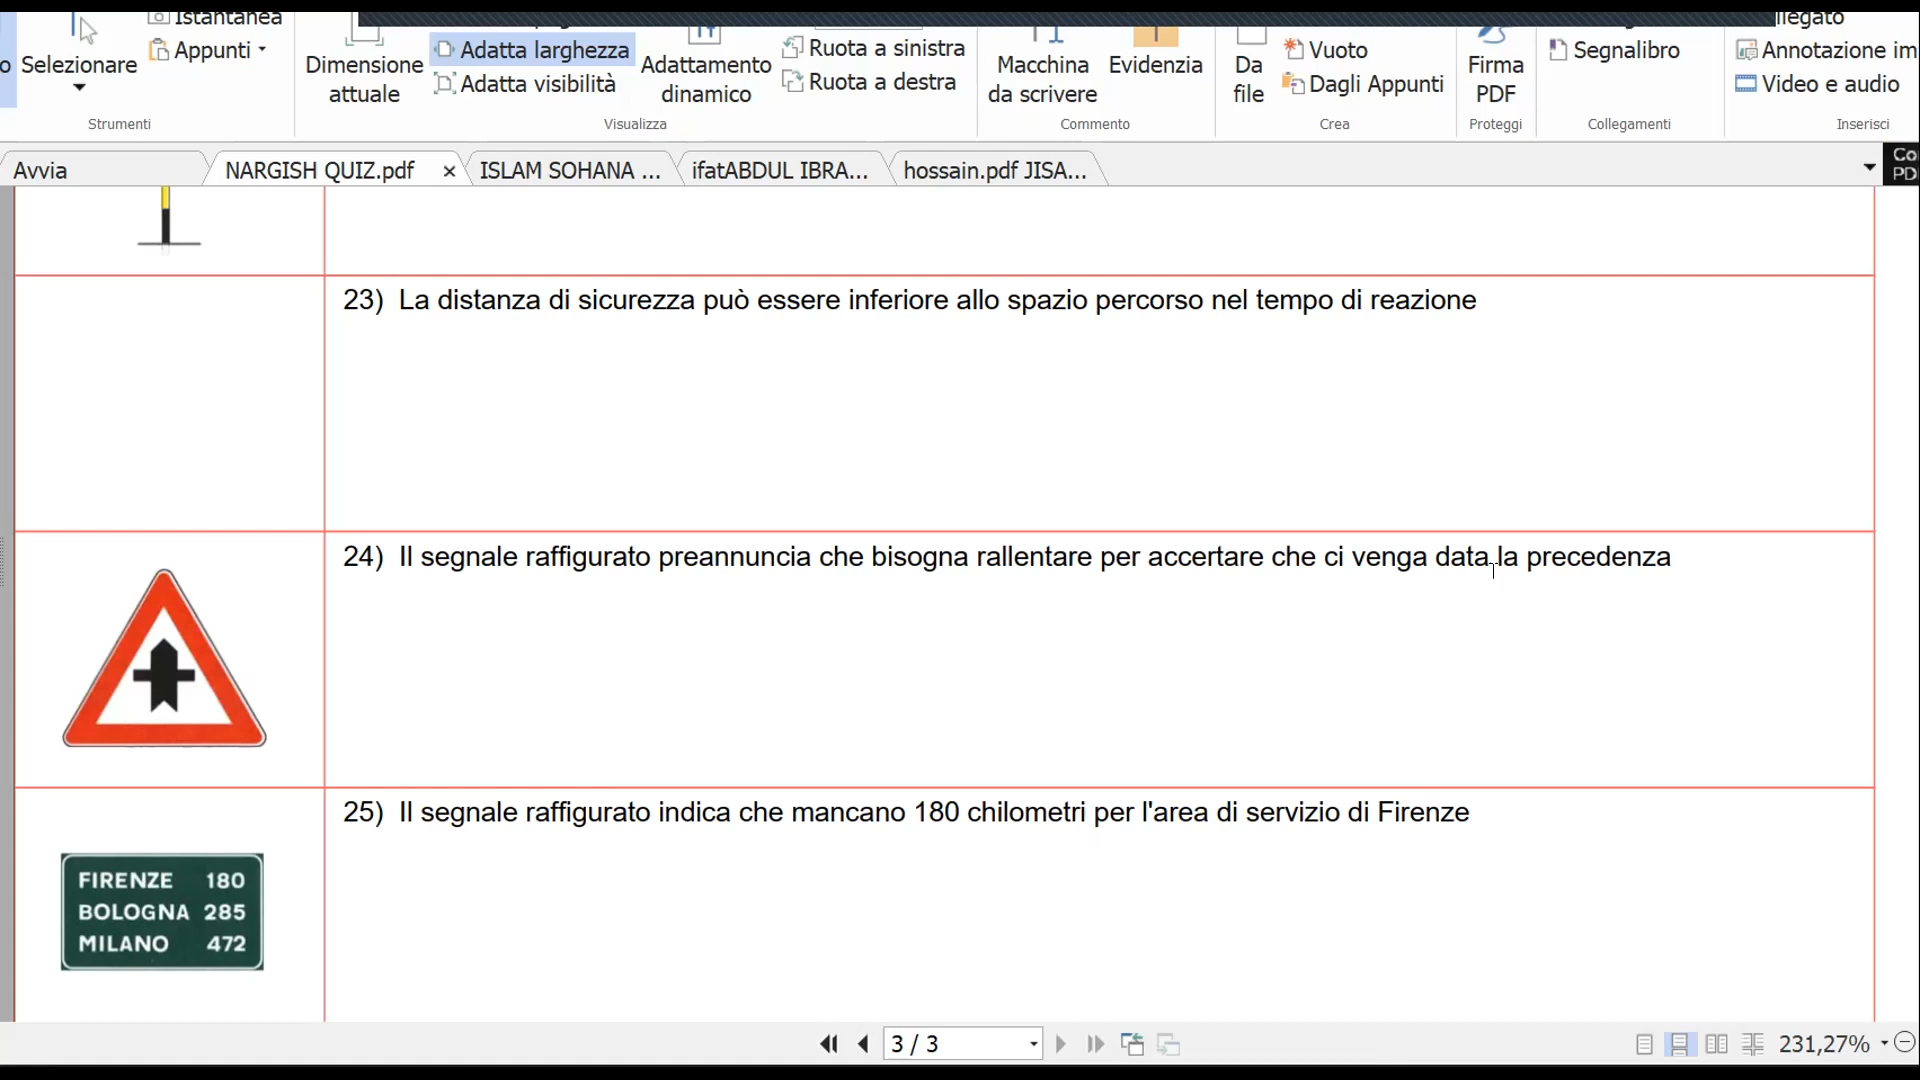 Istantanea
Selezionare
Appunti
Strumenti
Dimensione
attuale
Adatta larghezza
Adatta visibilità
Adattamento
dinamico
Ruota a sinistra
Ruota a destra
Visualizza
Macchina
da scrivere
Evidenzia
Commento
Da
file
Vuoto
Dagli Appunti
Crea
Firma
PDF
Proteggi
Segnalibro
Collegamenti
Annotazione im
Video e audio
Inserisci
Avvia
NARGISH QUIZ.pdf
ISLAM SOHANA ...
ifatABDUL IBRA...
hossain.pdf JISA...
Co
PD
23) La distanza di sicurezza può essere inferiore allo spazio percorso nel tempo di reazione
24) Il segnale raffigurato preannuncia che bisogna rallentare per accertare che ci venga data la precedenza
25) Il segnale raffigurato indica che mancano 180 chilometri per l'area di servizio di Firenze
FIRENZE 180
BOLOGNA 285
MILANO 472
3 / 3
231,27%